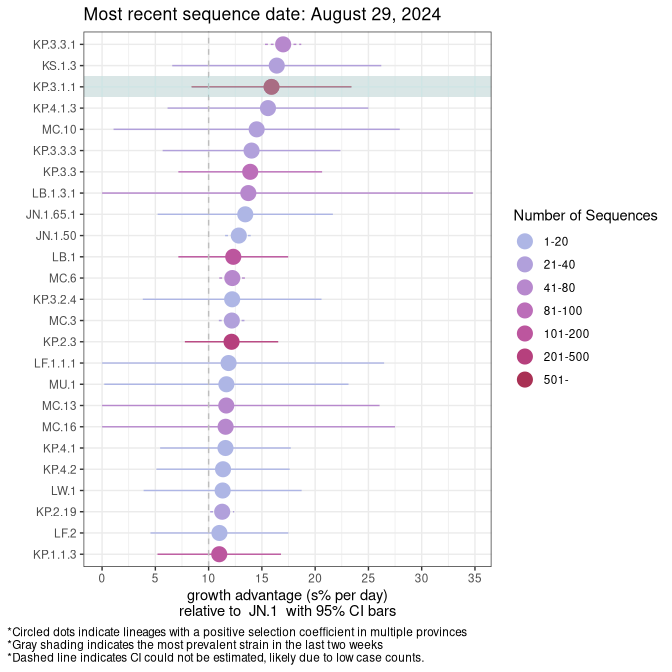 Most recent sequence date: August 29, 2024
KP.3.3.1
KS.1.3
KP.3.1.1
KP.4.1.3
MC.10
KP.3.3.3
KP.3.3
LB.1.3.1
JN.1.65.1
JN.1.50
LB.1
MC.6
KP.3.2.4
MC.3
KP.2.3
LF.1.1.1
MU.1
MC.13
MC.16
KP.4.1
KP.4.2
LW.1
KP.2.19
LF.2
KP.1.1.3
0 5 10 15 20 25 30 35
growth advantage (s% per day)
relative to JN.1 with 95% CI bars
Number of Sequences
1-20
21-40
41-80
81-100
101-200
201-500
501-
*Circled dots indicate lineages with a positive selection coefficient in multiple provinces
*Gray shading indicates the most prevalent strain in the last two weeks
*Dashed line indicates CI could not be estimated, likely due to low case counts.